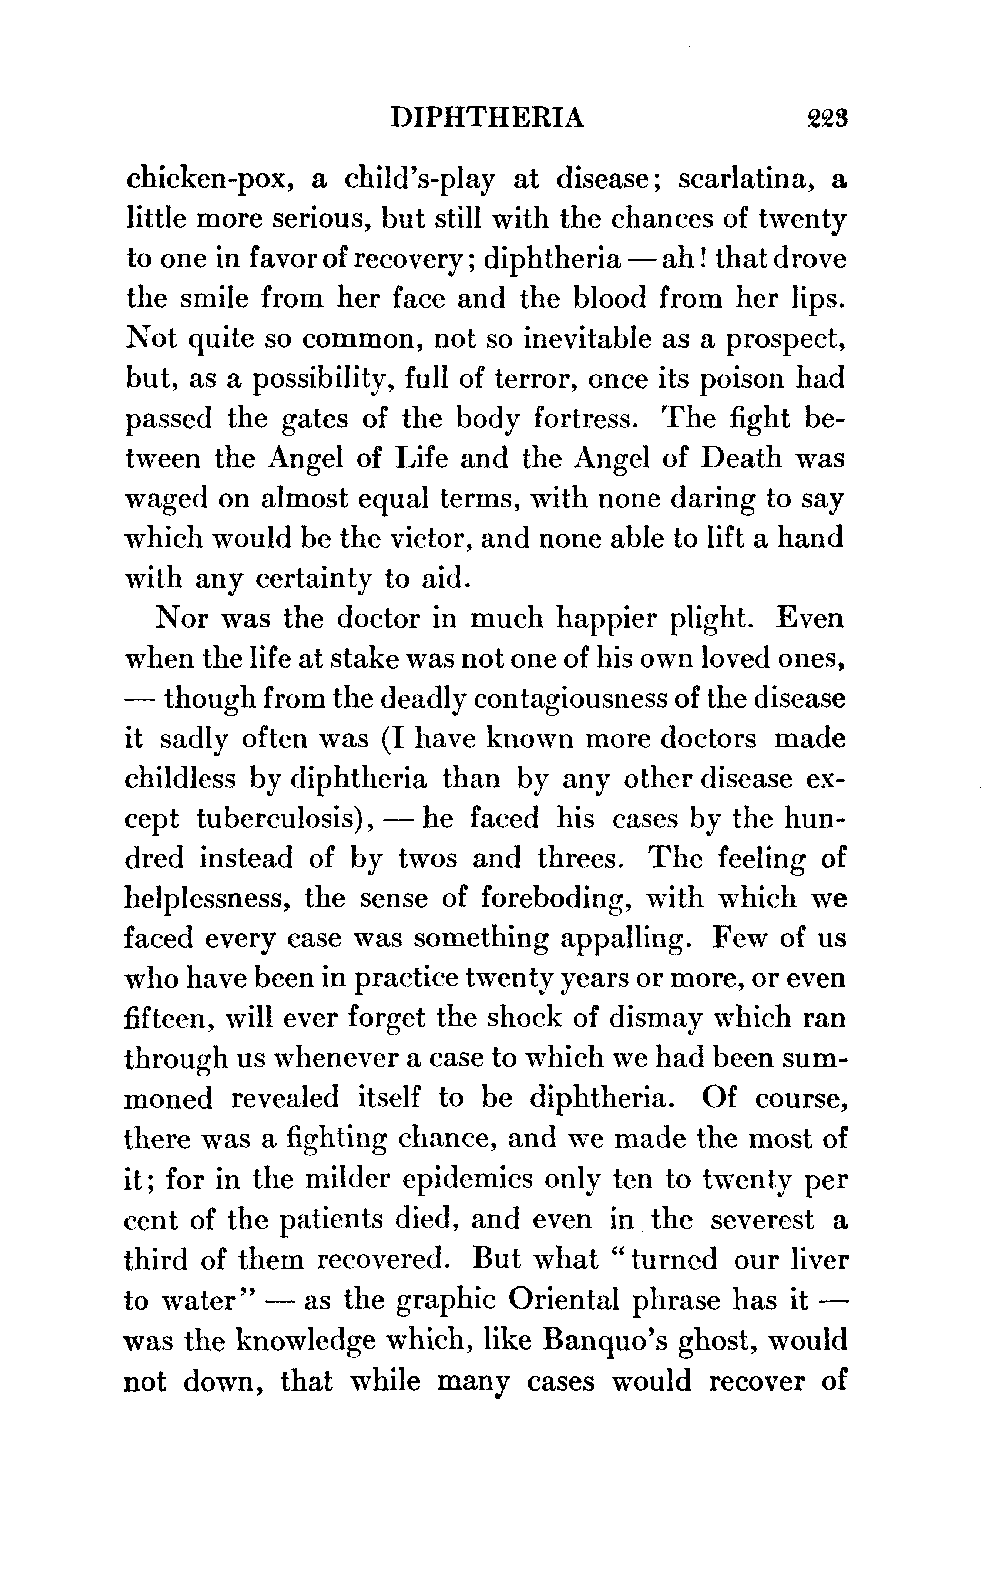 DIPHTHERIA 223
chicken-pox, a child's-play at disease; scarlatina, a
little more serious, but still with the chances of twenty
to one in favor of recovery; diphtheria — ah! that drove
the smile from her face and the blood from her lips.
Not quite so common, not so inevitable as a prospect,
but, as a possibility, full of terror, once its poison had
passed the gates of the body fortress. The fight be-
tween the Angel of Life and the Angel of Death was
waged on almost equal terms, with none daring to say
which would be the victor, and none able to lift a hand
with any certainty to aid.
Nor was the doctor in much happier plight. Even
when the life at stake was not one of his own loved ones,
— though from the deadly contagiousness of the disease
it sadly often was (I have known more doctors made
childless by diphtheria than by any other disease ex-
cept tuberculosis), — he faced his cases by the hun-
dred instead of by twos and threes. The feeling of
helplessness, the sense of foreboding, with which we
faced every case was something appalling. Few of us
who have been in practice twenty years or more, or even
fifteen, will ever forget the shock of dismay which ran
through us whenever a case to which we had been sum-
moned revealed itself to be diphtheria. Of course,
there was a fighting chance, and we made the most of
it; for in the milder epidemics only ten to twenty per
cent of the patients died, and even in the severest a
third of them recovered. But what "turned our liver
to water" — as the graphic Oriental phrase has it —
was the knowledge which, like Banquo's ghost, would
not down, that while many cases would recover of